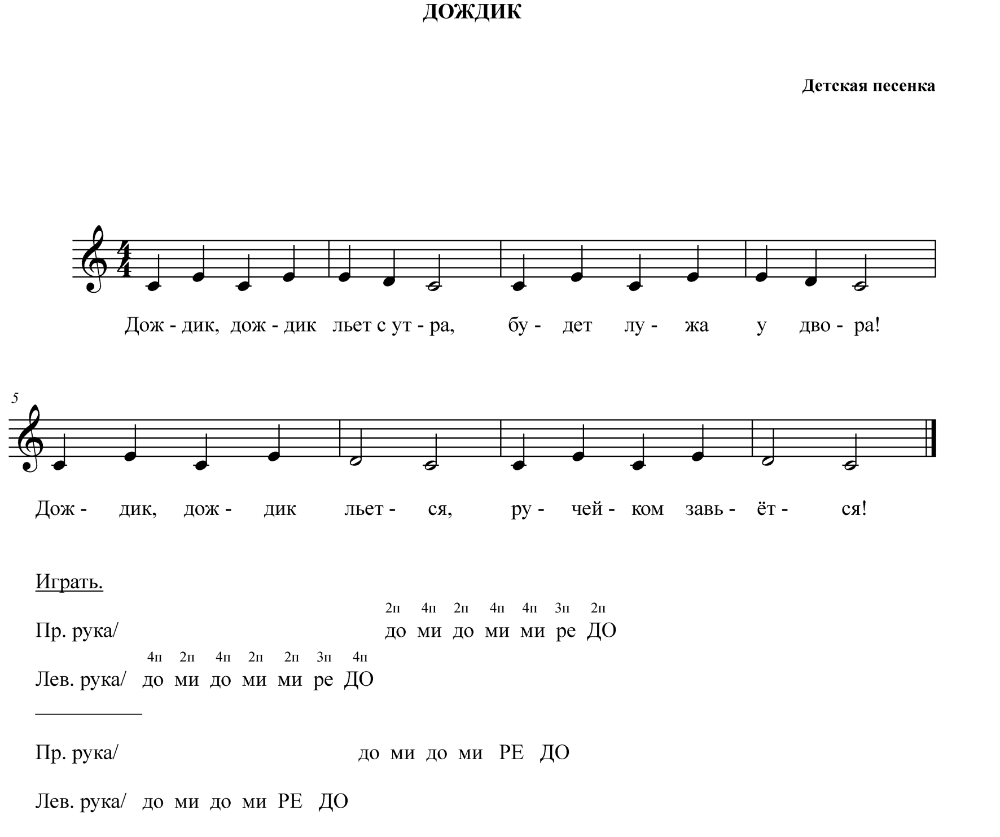 ДОЖДИК
Детская песенка
4
4
Дож - дик, дож - дик льет с ут - ра, бу - дет лу - жа у дво - ра!
5
Дож - дик, дож - дик льет - ся, ру - чей - ком завь - ёт - ся!
Играть.
2п 4п 2п 4п 4п 3п 2п
Пр. рука/ до ми до ми ми ре ДО
4п 2п 4п 2п 2п 3п 4п
Лев. рука/ до ми до ми ми ре ДО
Пр. рука/ до ми до ми РЕ ДО
Лев. рука/ до ми до ми РЕ ДО